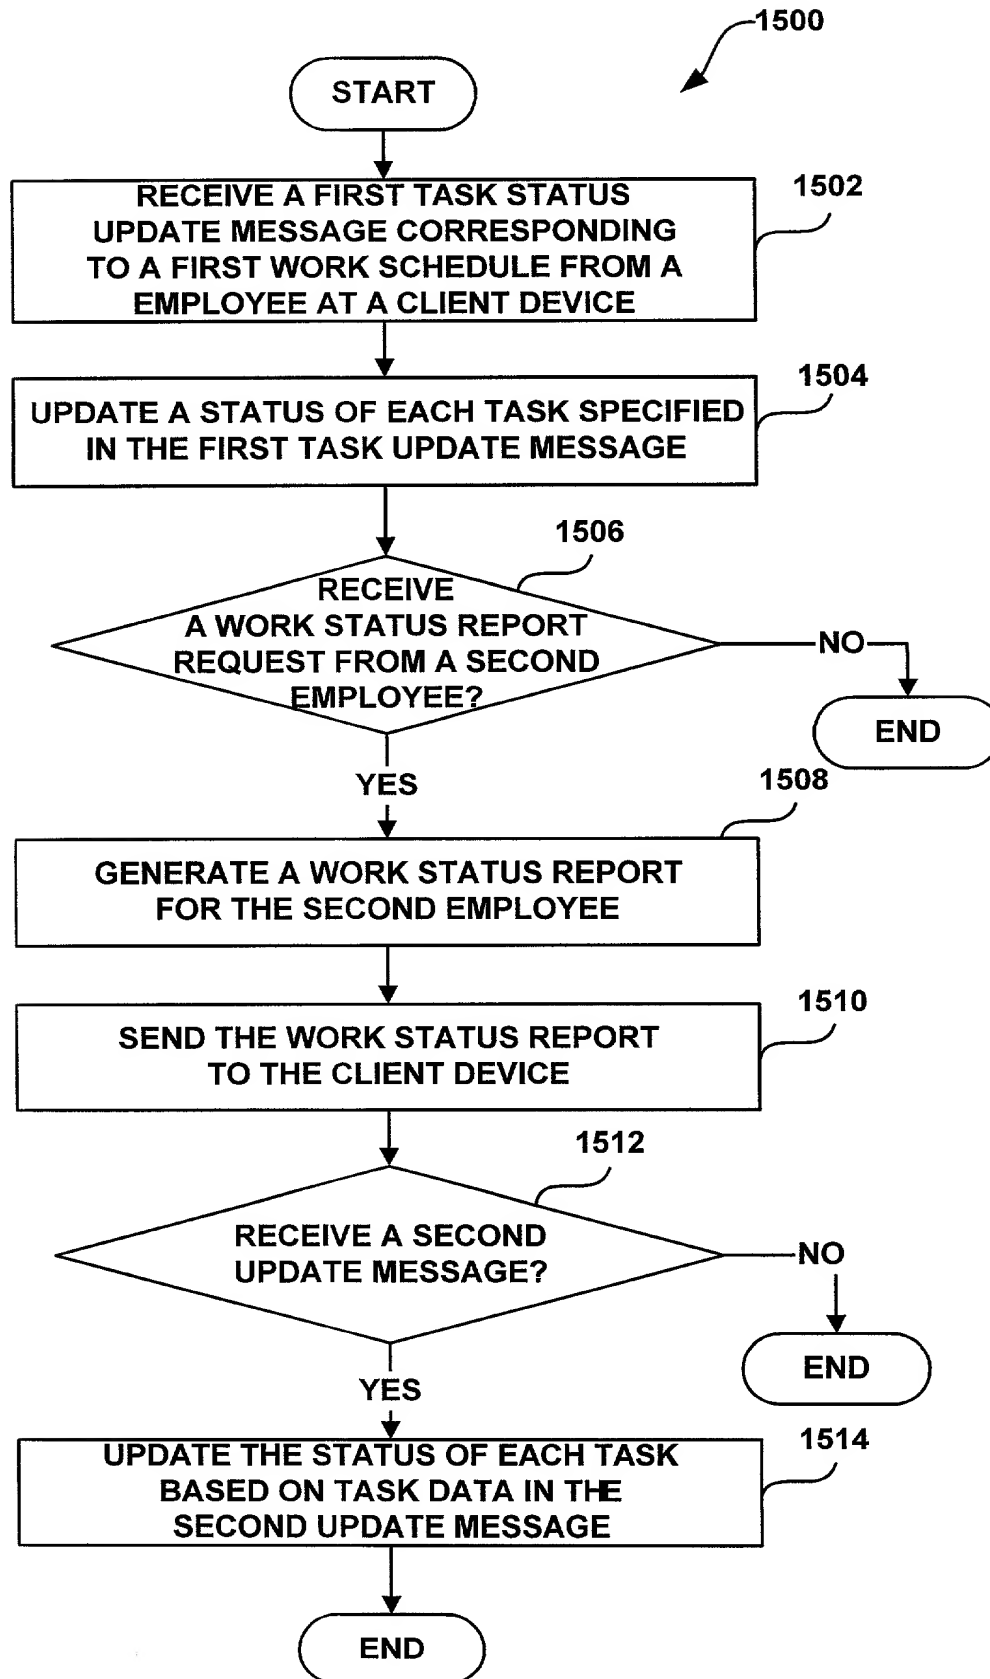 1500
START
RECEIVE A FIRST TASK STATUS
UPDATE MESSAGE CORRESPONDING
TO A FIRST WORK SCHEDULE FROM A
EMPLOYEE AT A CLIENT DEVICE
1502
UPDATE A STATUS OF EACH TASK SPECIFIED
IN THE FIRST TASK UPDATE MESSAGE
1504
1506
RECEIVE
A WORK STATUS REPORT
REQUEST FROM A SECOND
EMPLOYEE?
NO
END
YES
1508
GENERATE A WORK STATUS REPORT
FOR THE SECOND EMPLOYEE
1510
SEND THE WORK STATUS REPORT
TO THE CLIENT DEVICE
1512
RECEIVE A SECOND
UPDATE MESSAGE?
NO
END
YES
1514
UPDATE THE STATUS OF EACH TASK
BASED ON TASK DATA IN THE
SECOND UPDATE MESSAGE
END